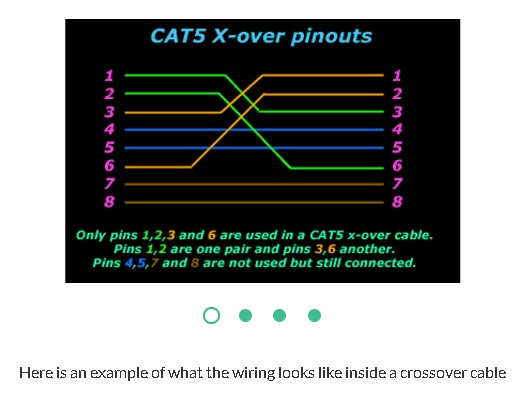 CAT5 X-over pinouts
1 1
2 2
3 3
4 4
5 5
6 6
7 7
8 8
Only pins 1,2,3 and 6 are used in a CAT5 x-over cable.
Pins 1,2 are one pair and pins 3,6 another.
Pins 4,5,7 and 8 are not used but still connected.
Here is an example of what the wiring looks like inside a crossover cable